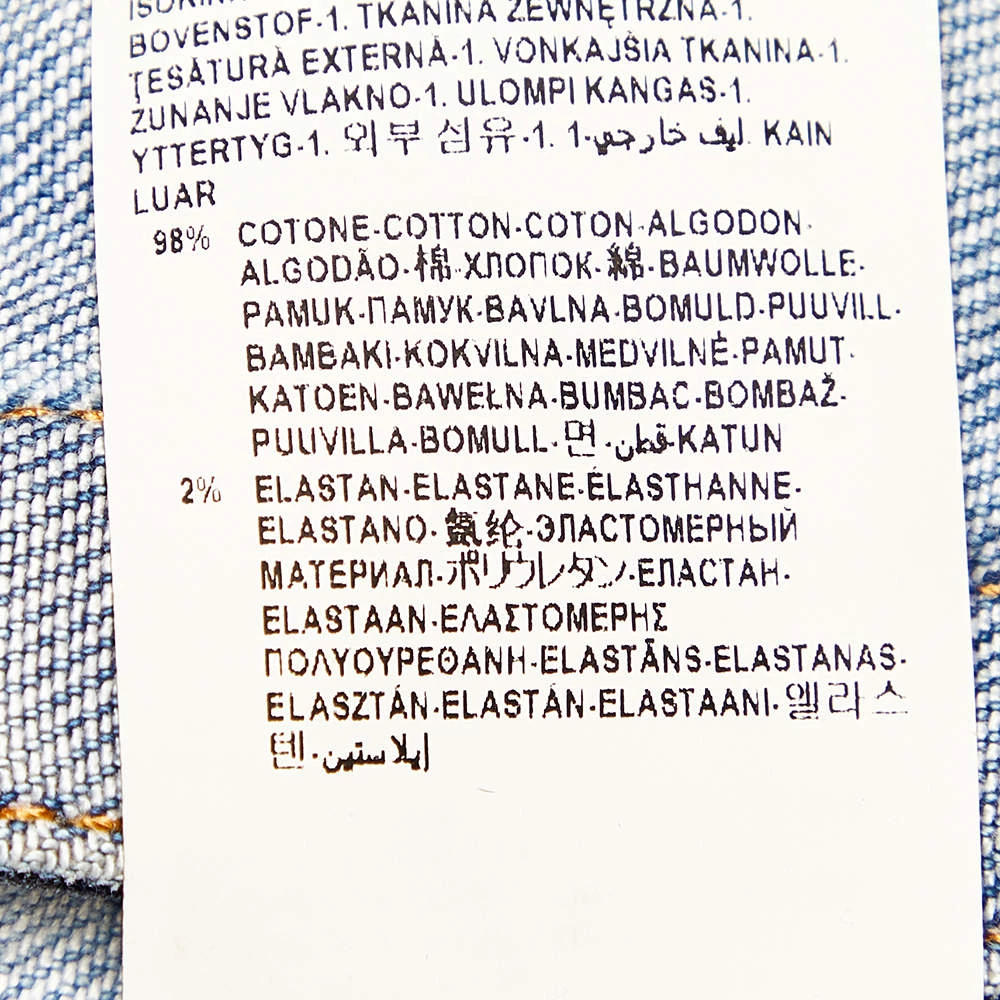 BOVENSTOF-1. TKANINA ZEWNĘTRZNA-1.
ŢESĂTURĂ EXTERNĂ-1. VONKAJŠIA TKANINA-1.
ZUNANJE VLAKNO-1. ULOMPI KANGAS-1.
YTTERTYG-1. 외부 섬유-1. ليف خارجي-1. KAIN
LUAR
98% COTONE-COTTON-COTON-ALGODON-
ALGODÃO-棉-ХЛОПОК-綿-BAUMWOLLE-
PAMUK-ПАМУК-BAVLNA-BOMULD-PUUVILL-
BAMBAKI-KOKVILNA-MEDVILNĖ-PAMUT-
KATOEN-BAWEŁNA-BUMBAC-BOMBAŽ-
PUUVILLA-BOMULL-면-قطن-KATUN
2% ELASTAN-ELASTANE-ÉLASTHANNE-
ELASTANO-氨纶-ЭЛАСТОМЕРНЫЙ
МАТЕРИАЛ-ポリウレタン-ЕЛАСТАН-
ELASTAAN-ΕΛΑΣΤΟΜΕΡΗΣ
ΠΟΛΥΟΥΡΕΘΑΝΗ-ELASTĀNS-ELASTANAS-
ELASZTÁN-ELASTÁN-ELASTAANI-엘라스
텐-إيلاستين